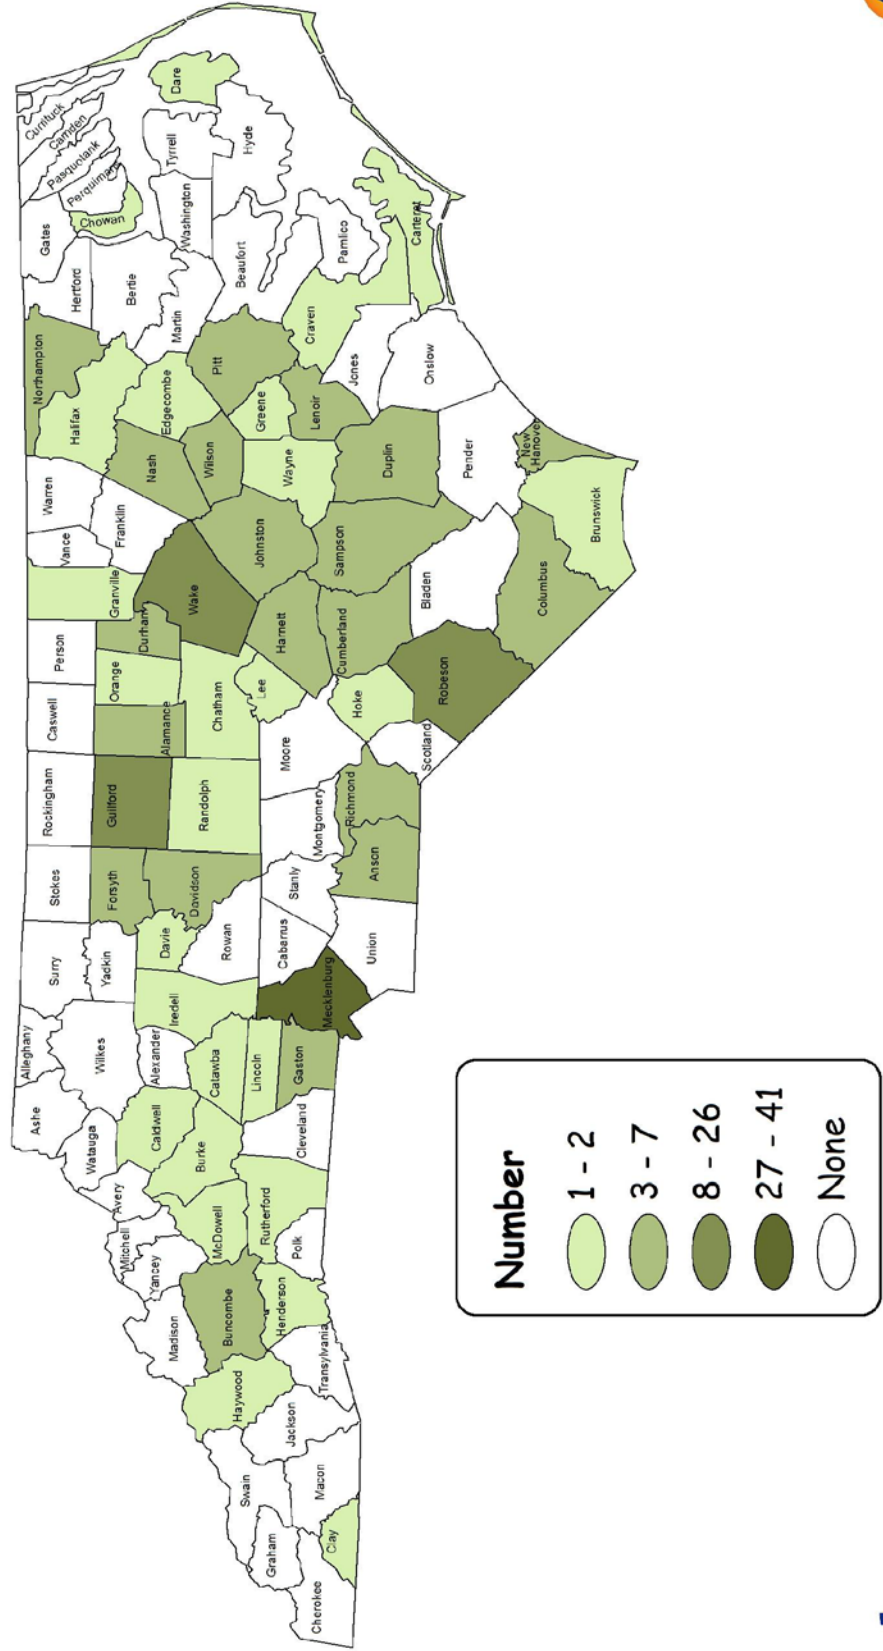 Cherokee
Graham
Clay
Swain
Macon
Jackson
Haywood
Transylvania
Madison
Buncombe
Henderson
Yancey
Mitchell
Avery
McDowell
Rutherford
Polk
Ashe
Watauga
Caldwell
Burke
Cleveland
Alleghany
Wilkes
Alexander
Catawba
Lincoln
Gaston
Surry
Yadkin
Iredell
Davie
Rowan
Cabarrus
Mecklenburg
Union
Stokes
Forsyth
Davidson
Stanly
Anson
Rockingham
Guilford
Randolph
Montgomery
Richmond
Caswell
Alamance
Chatham
Moore
Scotland
Person
Orange
Durham
Lee
Hoke
Robeson
Granville
Wake
Harnett
Cumberland
Bladen
Columbus
Vance
Franklin
Warren
Johnston
Sampson
Brunswick
Halifax
Nash
Wilson
Wayne
Duplin
Pender
New
Hanover
Northampton
Edgecombe
Pitt
Greene
Lenoir
Jones
Onslow
Hertford
Bertie
Martin
Beaufort
Craven
Pamlico
Carteret
Gates
Chowan
Perquimans
Pasquotank
Camden
Currituck
Washington
Tyrrell
Hyde
Dare
Number
1 - 2
3 - 7
8 - 26
27 - 41
None